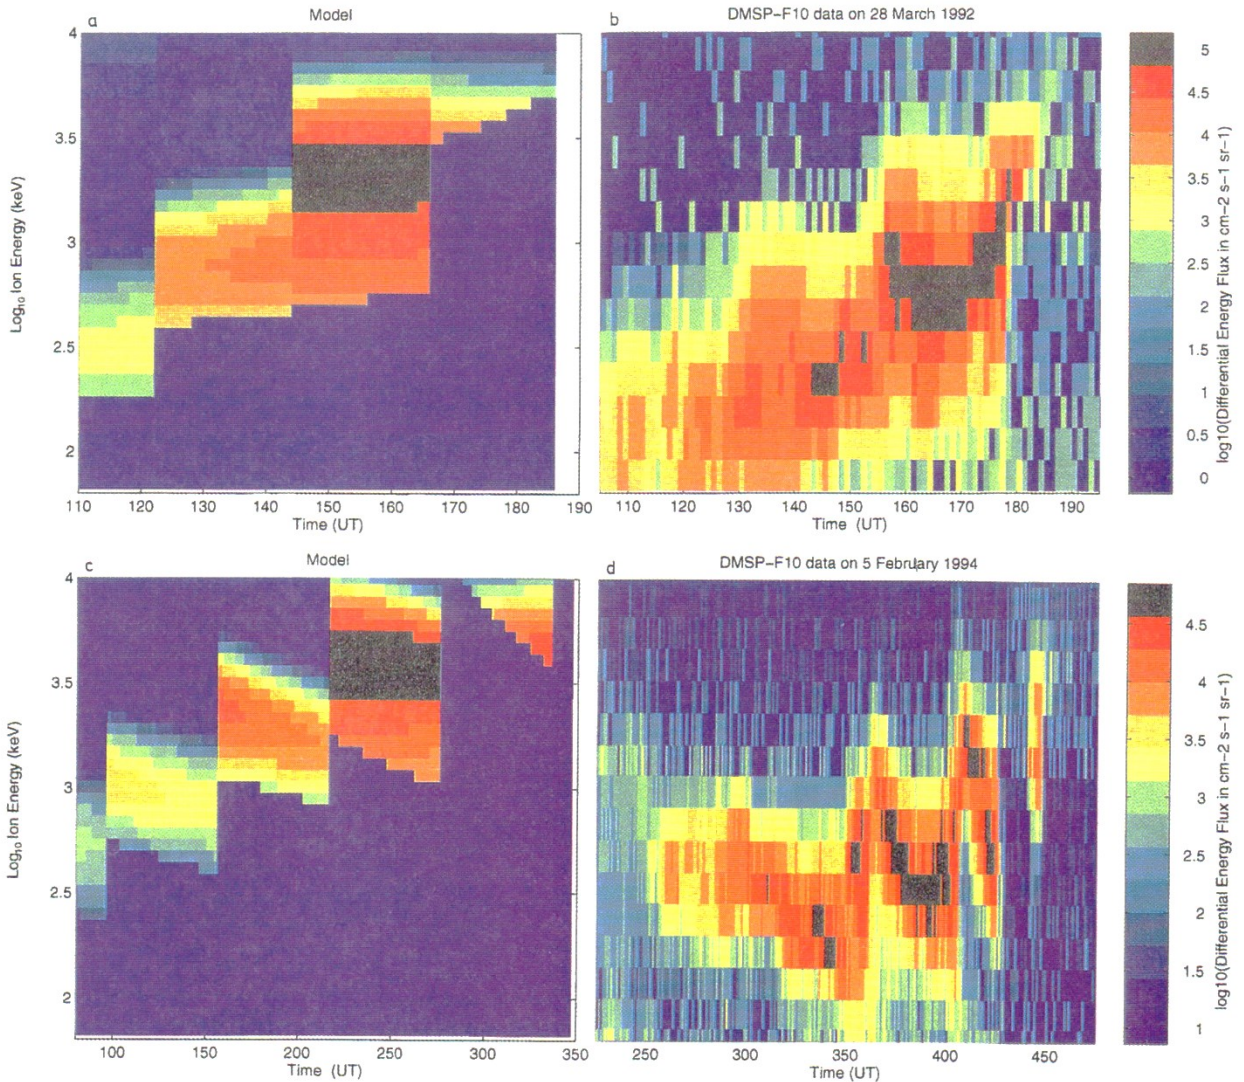 Model
DMSP-F10 data on 28 March 1992
a
b
4
3.5
3
2.5
2
Log10 Ion Energy (keV)
110 120 130 140 150 160 170 180 190
Time (UT)
110 120 130 140 150 160 170 180 190
Time (UT)
5
4.5
4
3.5
3
2.5
2
1.5
1
0.5
0
log10(Differential Energy Flux in cm-2 s-1 sr-1)
Model
DMSP-F10 data on 5 February 1994
c
d
4
3.5
3
2.5
2
Log10 Ion Energy (keV)
100 150 200 250 300 350
Time (UT)
250 300 350 400 450
Time (UT)
4.5
4
3.5
3
2.5
2
1.5
1
log10(Differential Energy Flux in cm-2 s-1 sr-1)